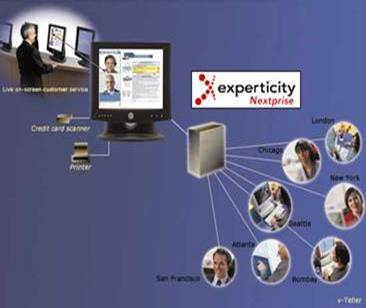 Live on-screen customer service
experticity
Nextprise
Credit card scanner
Printer
London
Chicago
New York
Seattle
Atlanta
San Francisco
Bombay
v-Teller